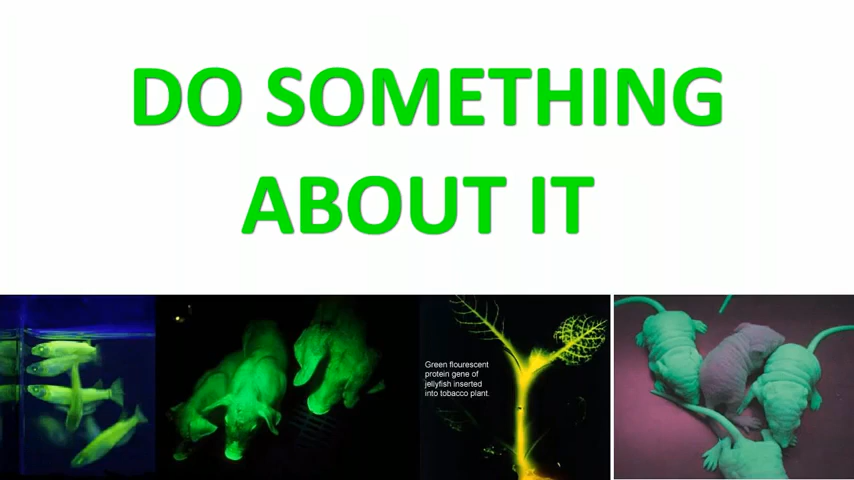 DO SOMETHING
ABOUT IT
Green flourescent
protein gene of
jellyfish inserted
into tobacco plant.